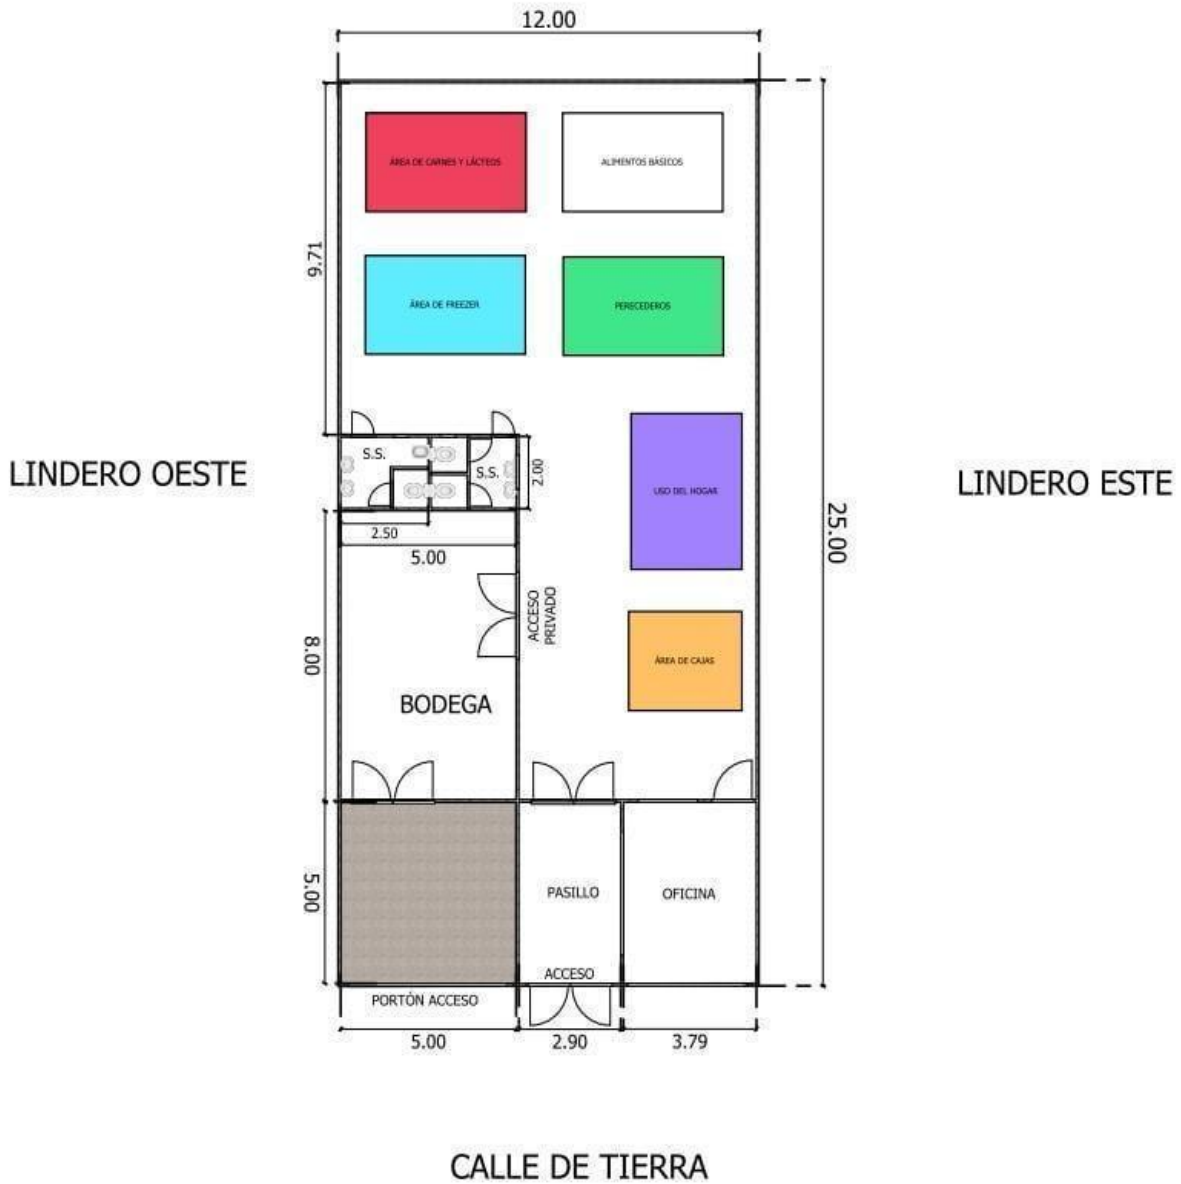 12.00
ÁREA DE CARNES Y LÁCTEOS
ALIMENTOS BÁSICOS
9.71
ÁREA DE FREEZER
PERECEDEROS
LINDERO OESTE
S.S.
S.S.
2.00
USO DEL HOGAR
LINDERO ESTE
2.50
5.00
25.00
ACCESO
PRIVADO
8.00
ÁREA DE CAJAS
BODEGA
5.00
PASILLO
OFICINA
ACCESO
PORTÓN ACCESO
5.00
2.90
3.79
CALLE DE TIERRA